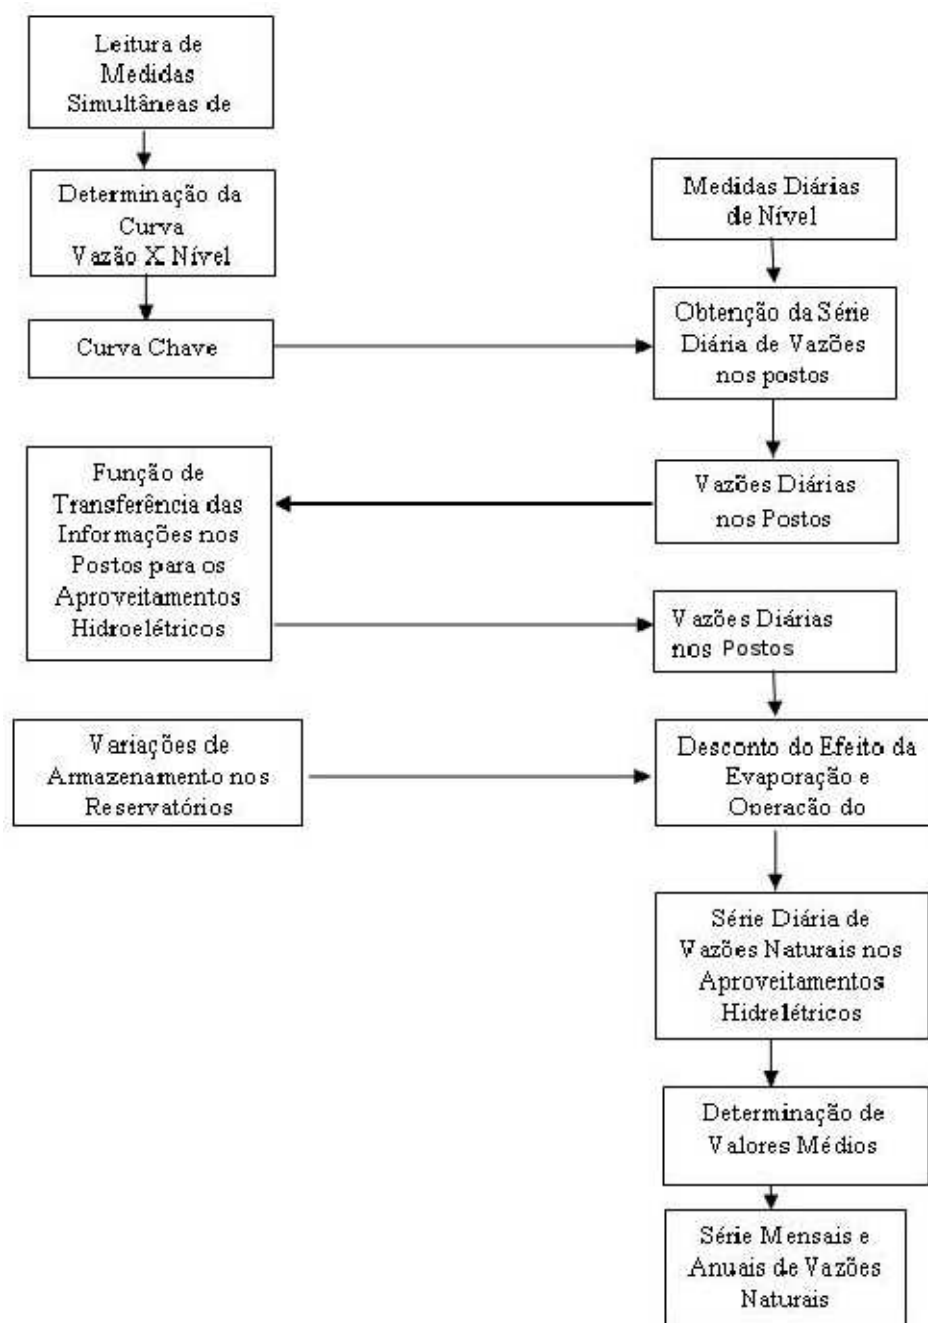 Leitura de
Medidas
Simultâneas de
Determinação da
Curva
Vazão X Nível
Curva Chave
Medidas Diárias
de Nível
Obtenção da Série
Diária de Vazões
nos postos
Vazões Diárias
nos Postos
Função de
Transferência das
Informações nos
Postos para os
Aproveitamentos
Hidroelétricos
Vazões Diárias
nos Postos
Variações de
Armazenamento nos
Reservatórios
Desconto do Efeito da
Evaporação e
Operação do
Série Diária de
Vazões Naturais nos
Aproveitamentos
Hidrelétricos
Determinação de
Valores Médios
Série Mensais e
Anuais de Vazões
Naturais